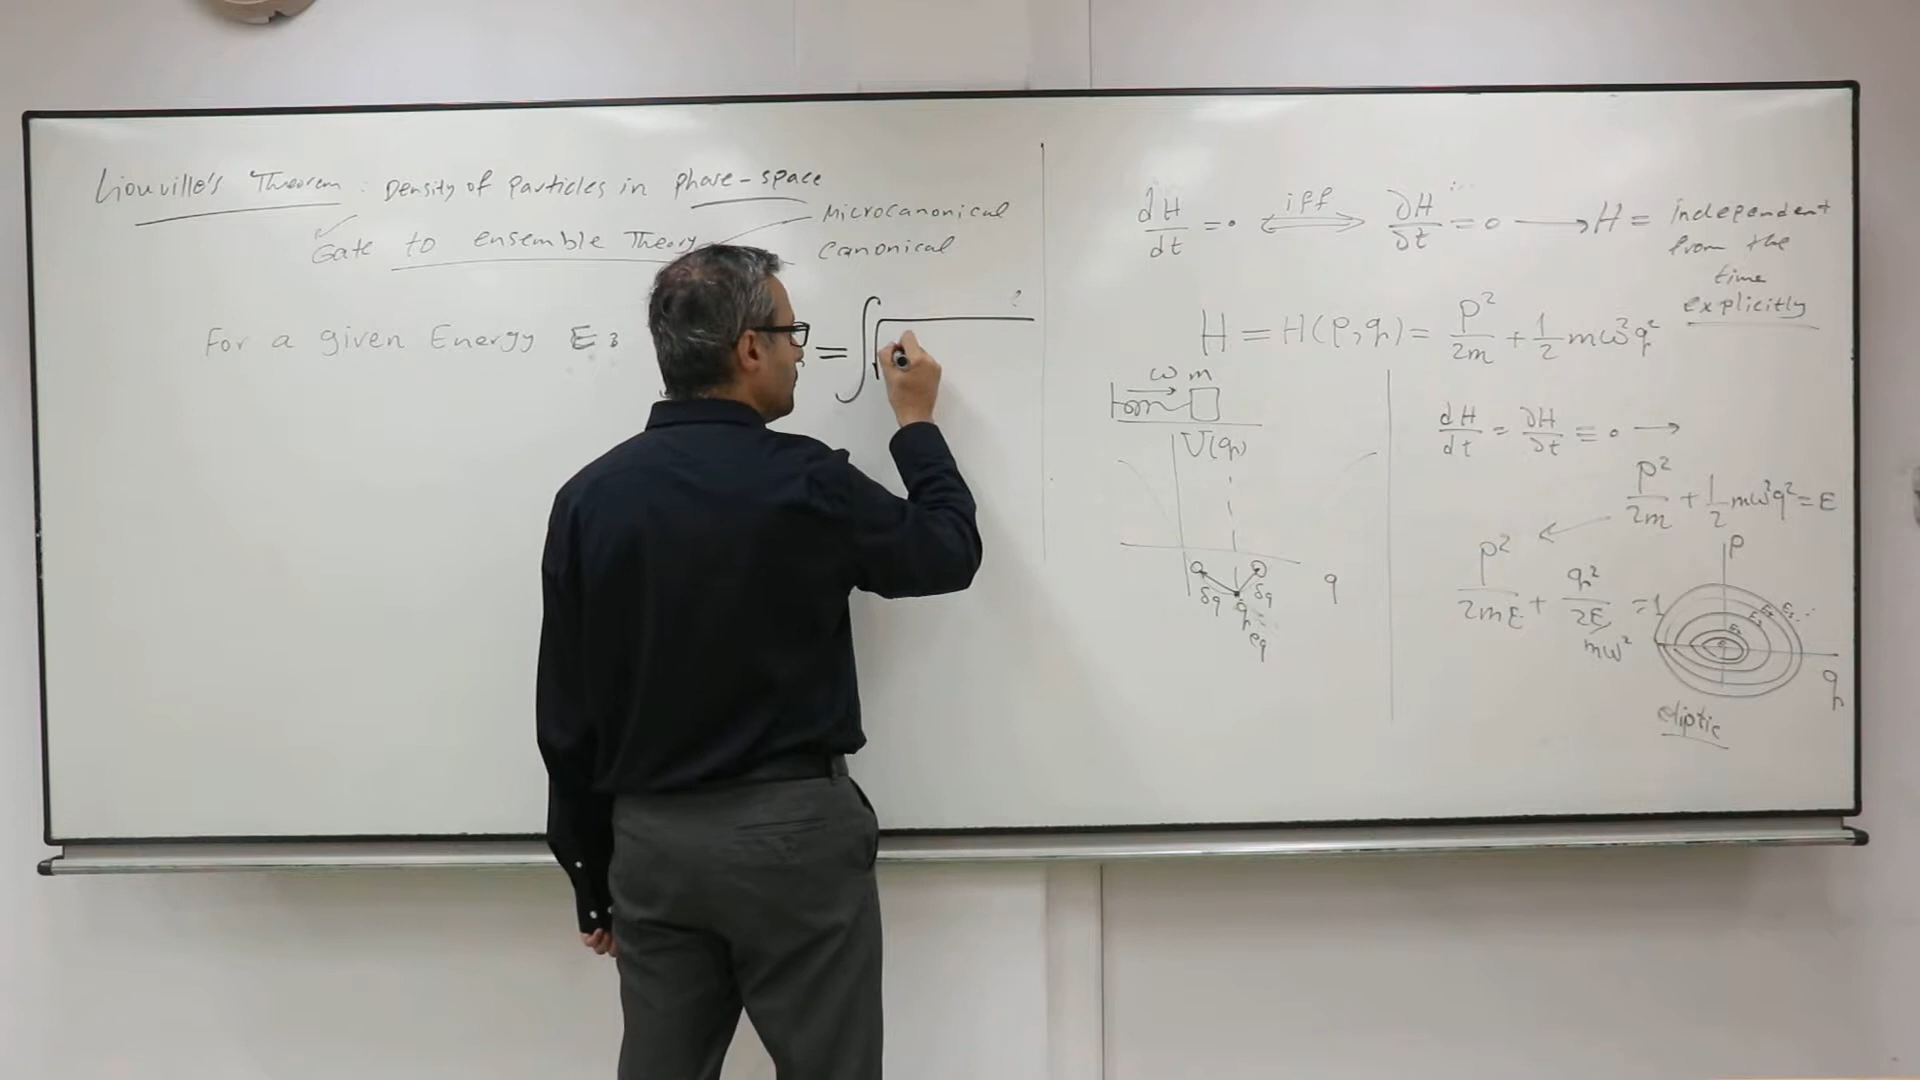 Liouville's Theorem : Density of Particles in phase-space
Gate to ensemble Theory
Microcanonical
Canonical
For a given Energy E :
= ∫ √
dH/dt = 0 ⟺ iff ∂H/∂t = 0 ⟶ H = independent
from the
time
explicitly
H = H(p,q) = p²/2m + 1/2 mω²q²
ω m
U(q)
q
δq δq
q eq
dH/dt = ∂H/∂t = 0 →
p²/2m + 1/2 mω²q² = E
p²/2mE + q²/(2E/mω²) = 1
p
q
eliptic